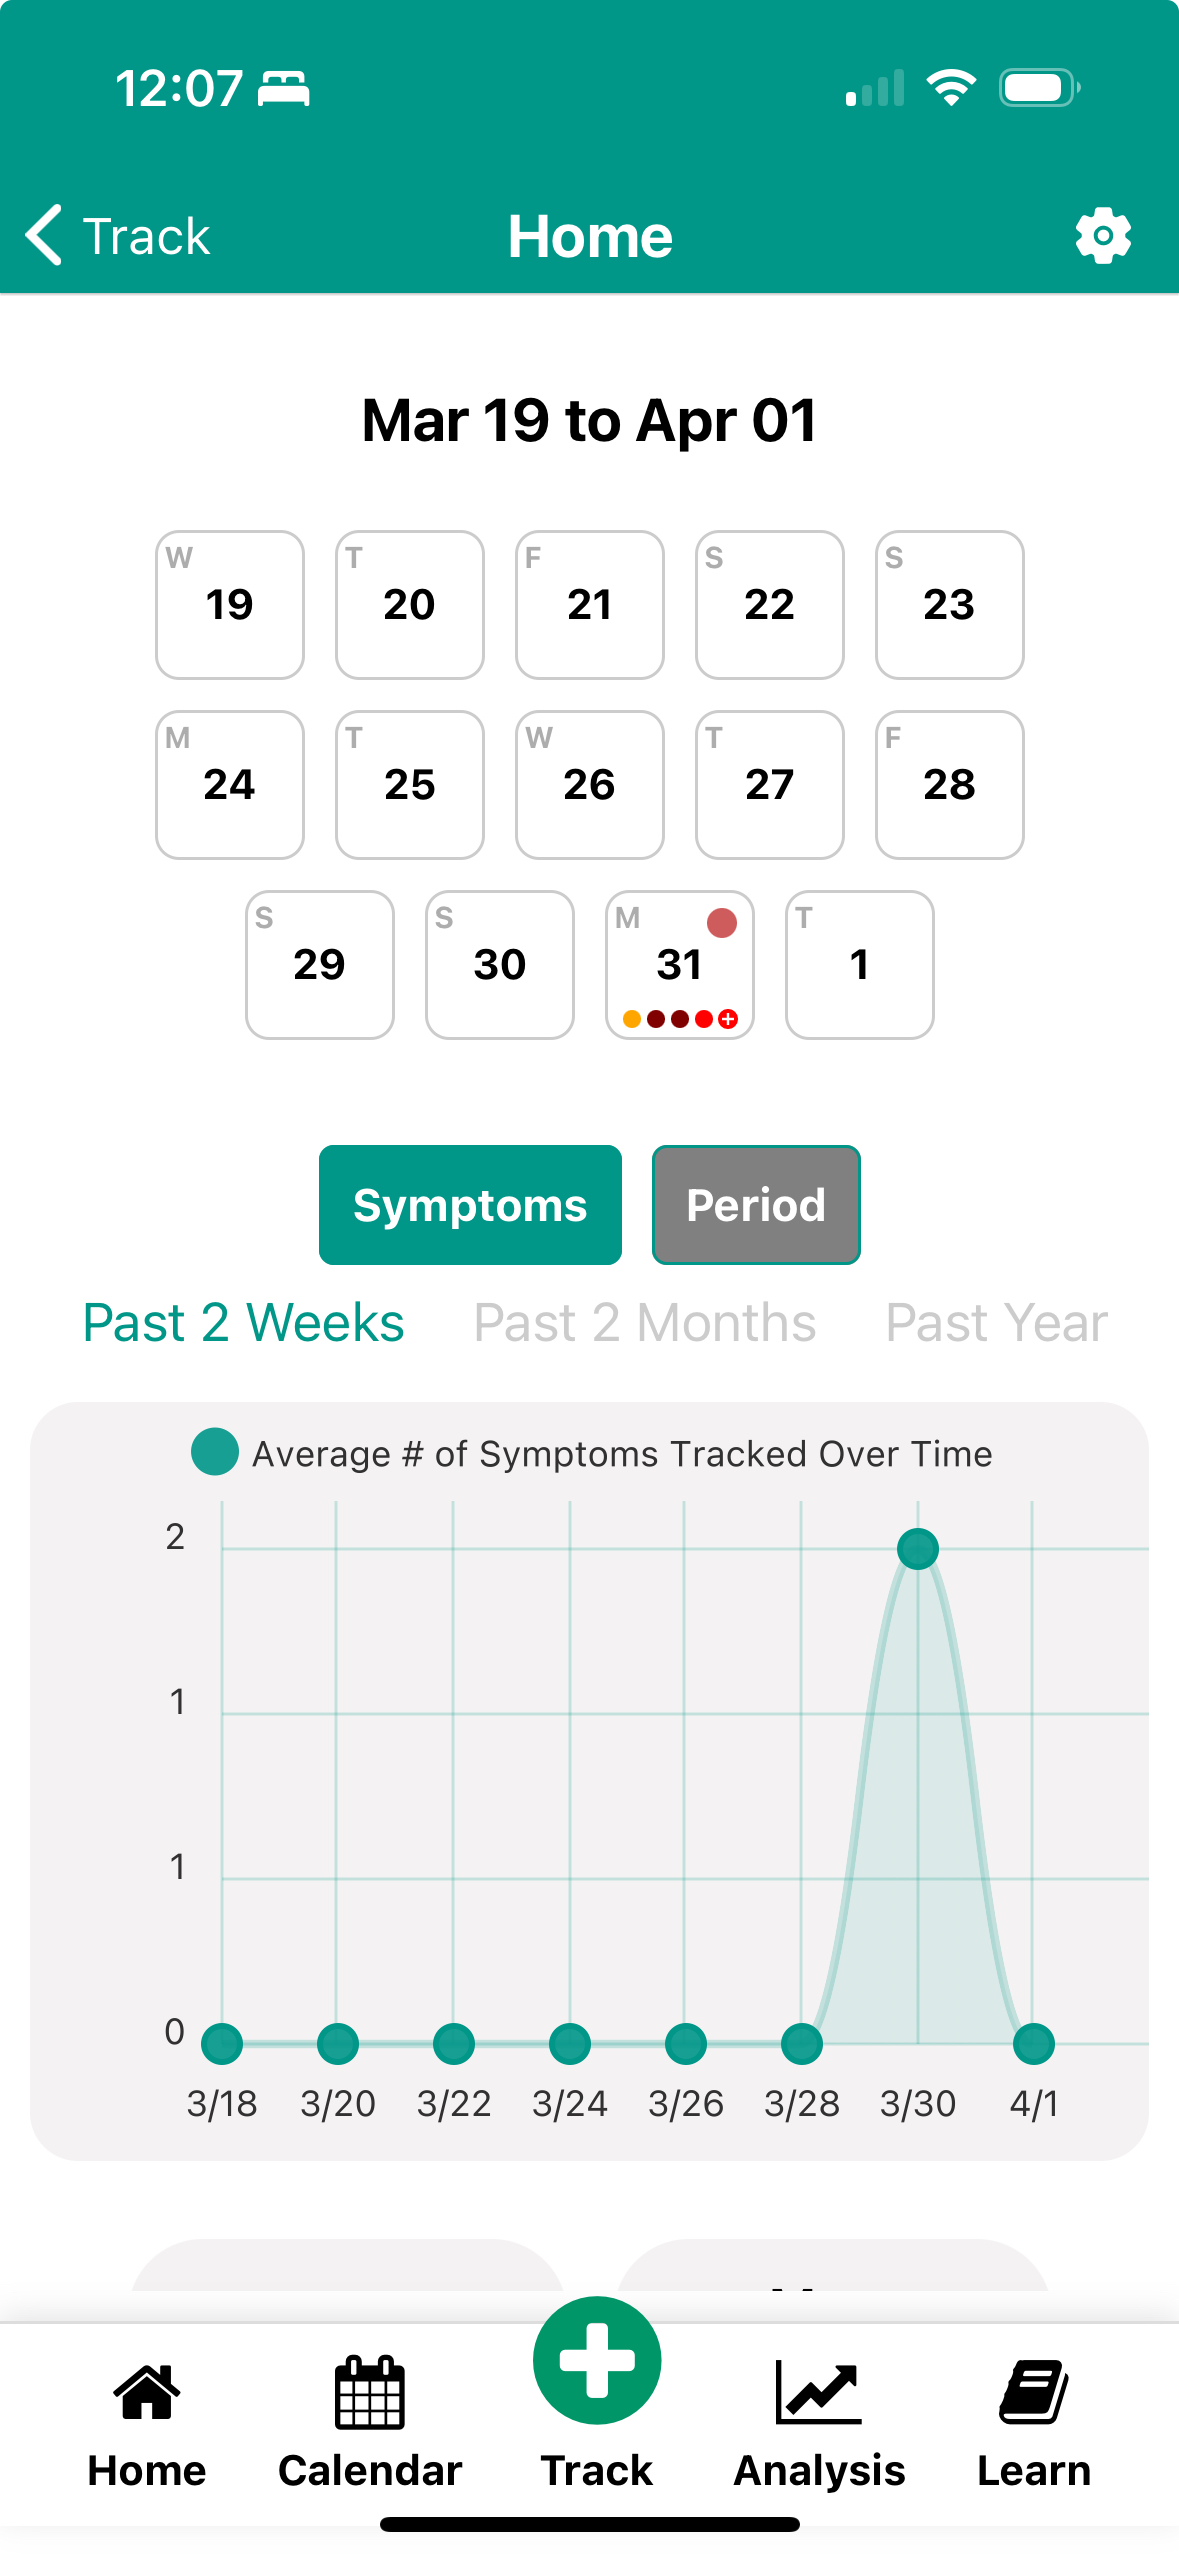 12:07
Track
Home
Mar 19 to Apr 01
W T F S S
19 20 21 22 23
M T W T F
24 25 26 27 28
S S M T
29 30 31 1
Symptoms Period
Past 2 Weeks Past 2 Months Past Year
Average # of Symptoms Tracked Over Time
2
1
1
0
3/18 3/20 3/22 3/24 3/26 3/28 3/30 4/1
Home Calendar Track Analysis Learn